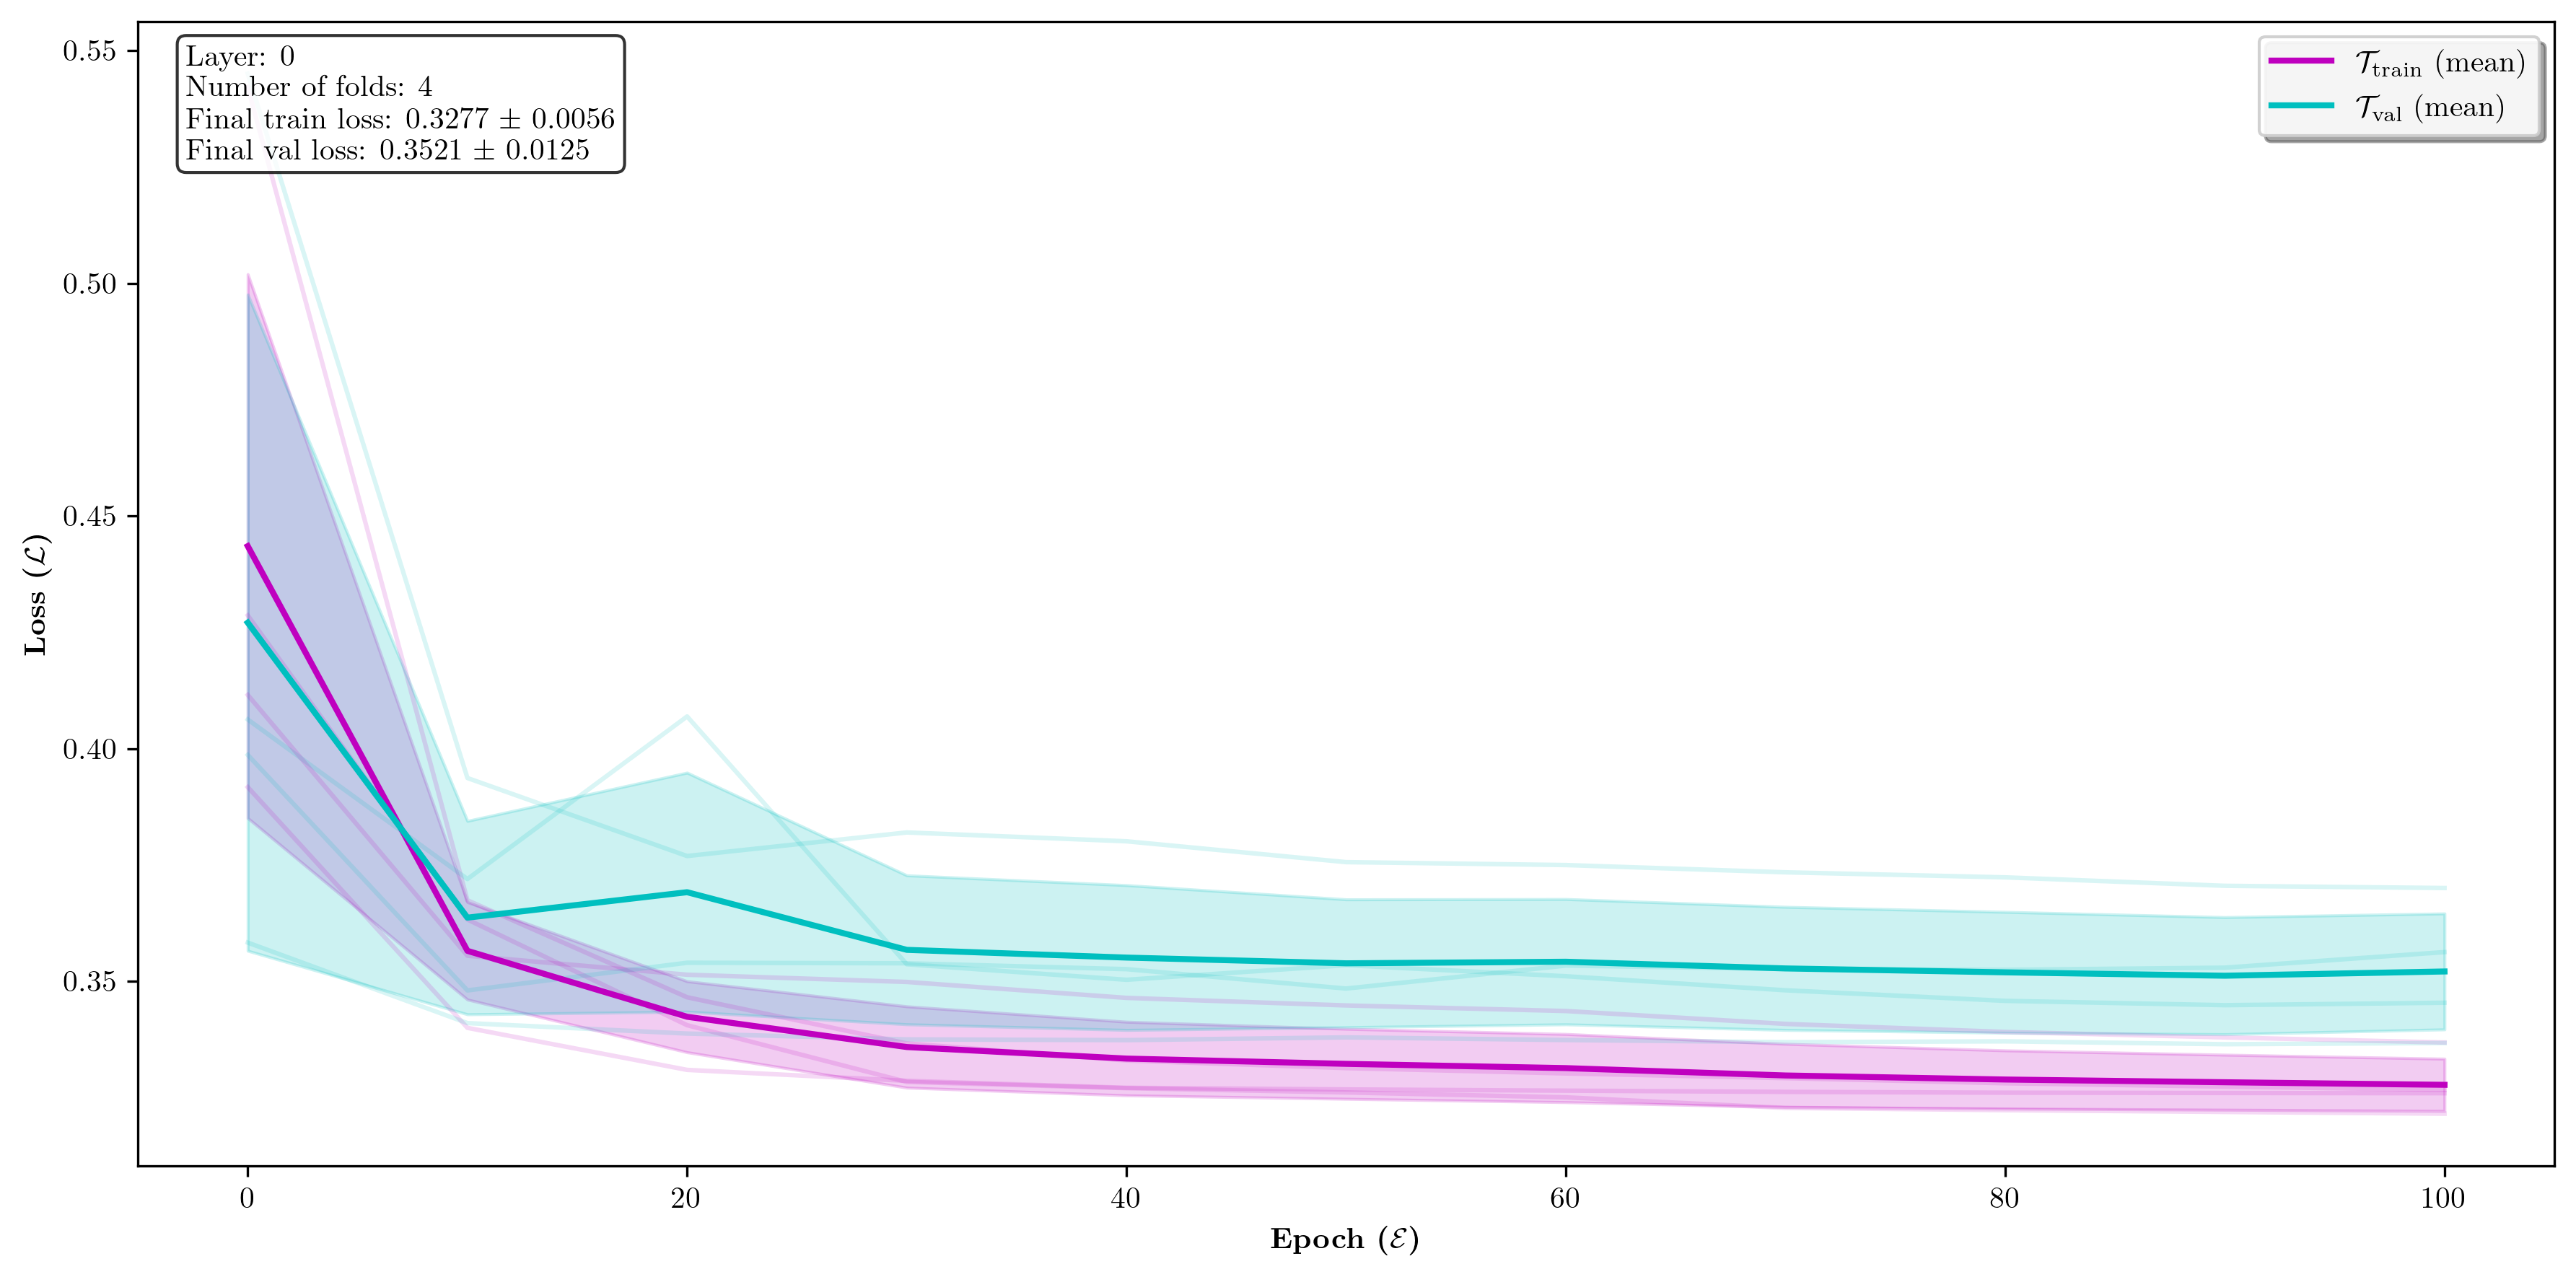 Layer: 0
Number of folds: 4
Final train loss: 0.3277 ± 0.0056
Final val loss: 0.3521 ± 0.0125
𝒯train (mean)
𝒯val (mean)
0.55
0.50
0.45
0.40
0.35
Loss (ℒ)
0 20 40 60 80 100
Epoch (ℰ)